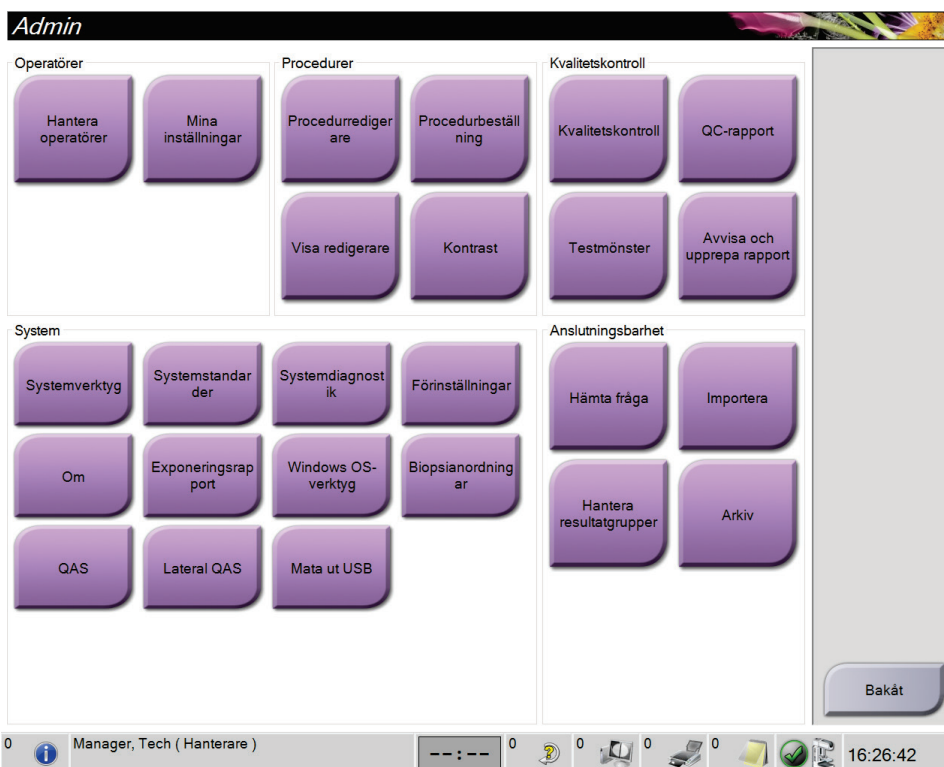 Admin
Operatörer
Hantera
operatörer
Mina
inställningar
Procedurer
Procedurrediger
are
Procedurbeställ
ning
Visa redigerare
Kontrast
Kvalitetskontroll
Kvalitetskontroll
QC-rapport
Testmönster
Avvisa och
upprepa rapport
System
Systemverktyg
Systemstandar
der
Systemdiagnost
ik
Förinställningar
Om
Exponeringsrap
port
Windows OS-
verktyg
Biopsianordning
ar
QAS
Lateral QAS
Mata ut USB
Anslutningsbarhet
Hämta fråga
Importera
Hantera
resultatgrupper
Arkiv
Bakåt
0
Manager, Tech ( Hanterare )
--:--
0
0
0
0
16:26:42